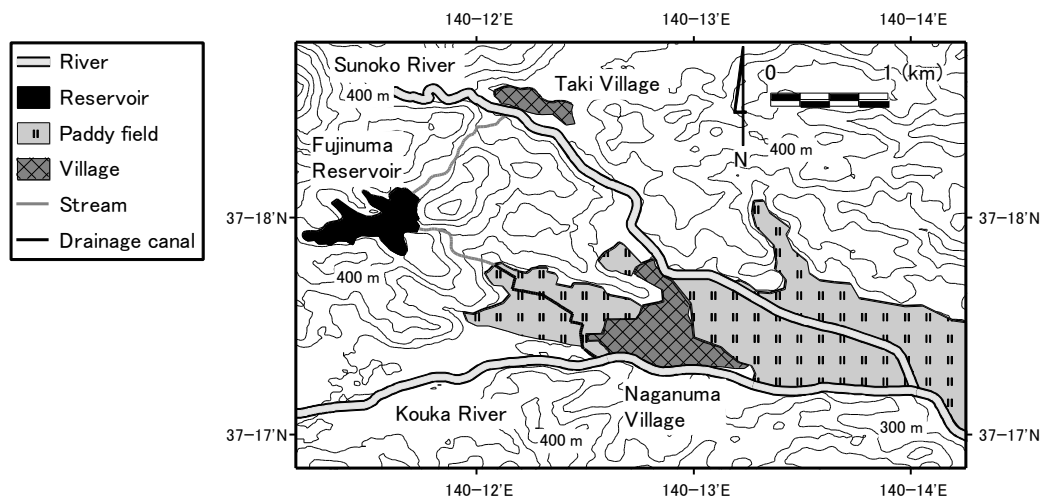 140−12’E
140−13’E
140−14’E
River
Reservoir
Paddy field
Village
Stream
Drainage canal
Sunoko River
400 m
Taki Village
0
1 (km)
N
400 m
Fujinuma
Reservoir
37−18’N
37−18’N
400 m
Kouka River
Naganuma
Village
400 m
300 m
37−17’N
37−17’N
140−12’E
140−13’E
140−14’E